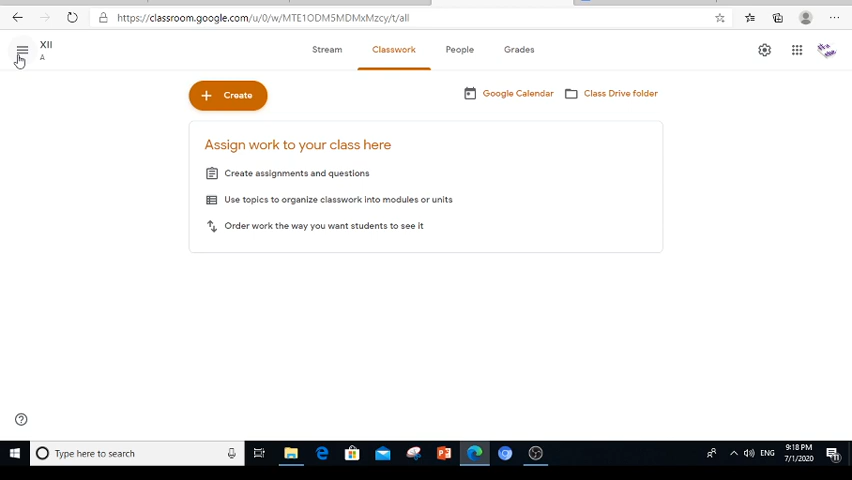 https://classroom.google.com/u/0/w/MTE1ODM5MDMxMzcy/t/all
XII
A
Stream
Classwork
People
Grades
Create
Google Calendar
Class Drive folder
Assign work to your class here
Create assignments and questions
Use topics to organize classwork into modules or units
Order work the way you want students to see it
Type here to search
ENG
9:18 PM
7/1/2020